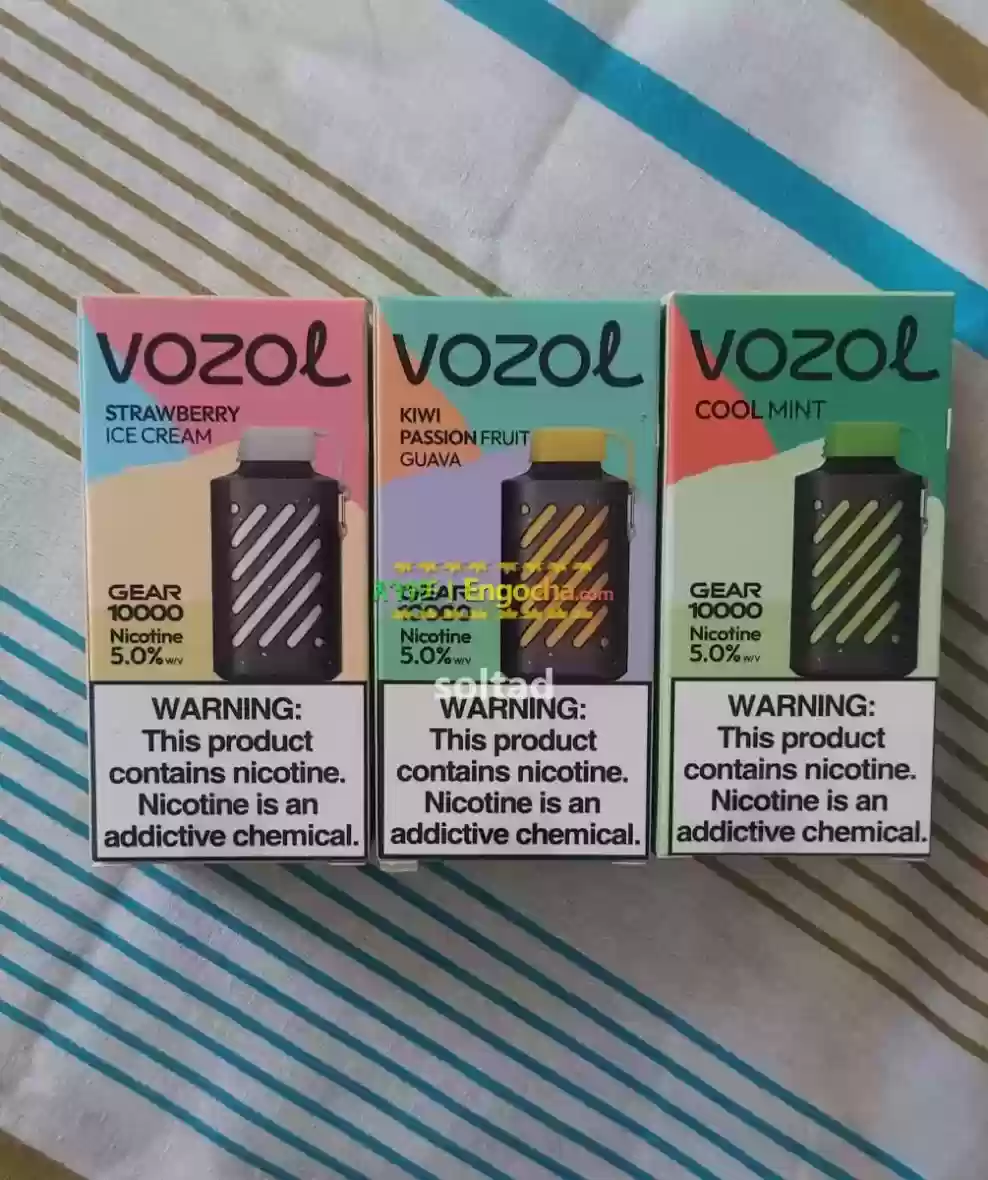 VOZOL
STRAWBERRY
ICE CREAM
GEAR
10000
Nicotine
5.0% w/v
WARNING:
This product
contains nicotine.
Nicotine is an
addictive chemical.
VOZOL
KIWI
PASSION FRUIT
GUAVA
GEAR
10000
Nicotine
5.0% w/v
WARNING:
This product
contains nicotine.
Nicotine is an
addictive chemical.
VOZOL
COOL MINT
GEAR
10000
Nicotine
5.0% w/v
WARNING:
This product
contains nicotine.
Nicotine is an
addictive chemical.
| Engocha.com
soltad